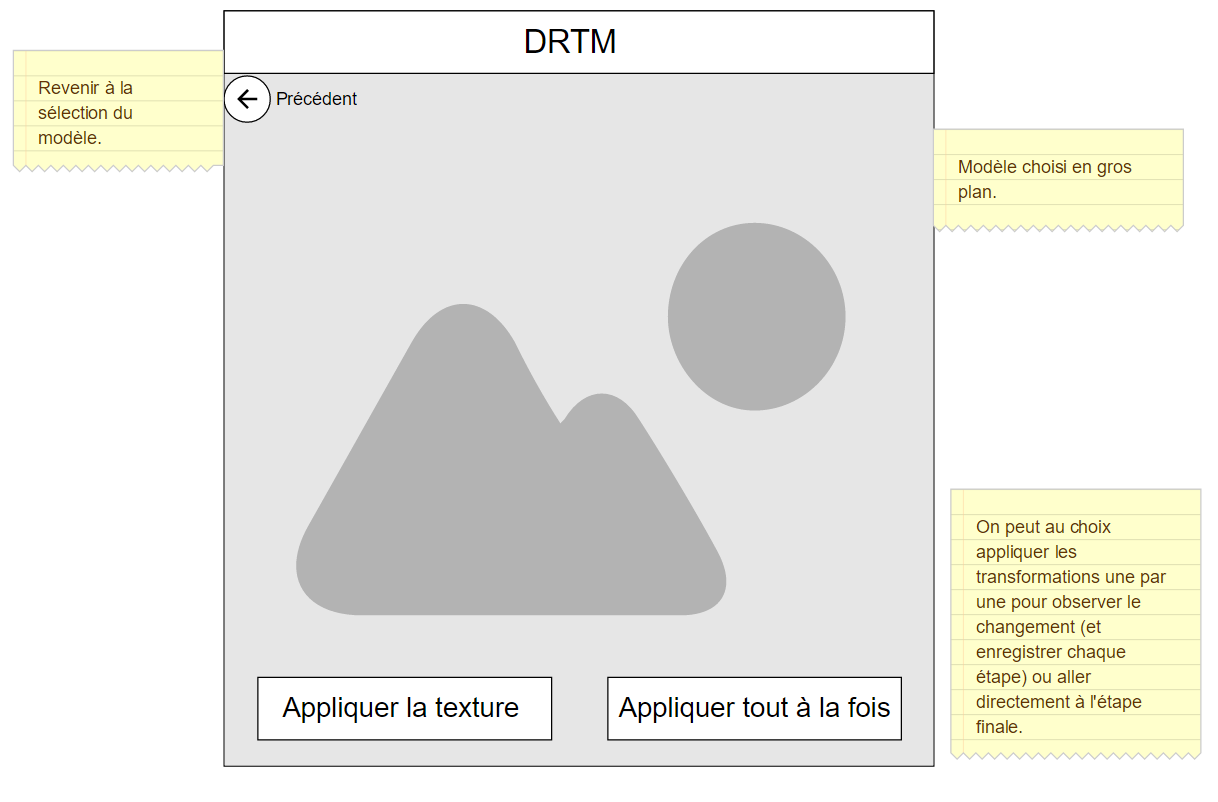 DRTM
Revenir à la
sélection du
modèle.
Précédent
Modèle choisi en gros
plan.
On peut au choix
appliquer les
transformations une par
une pour observer le
changement (et
enregistrer chaque
étape) ou aller
directement à l'étape
finale.
Appliquer la texture
Appliquer tout à la fois